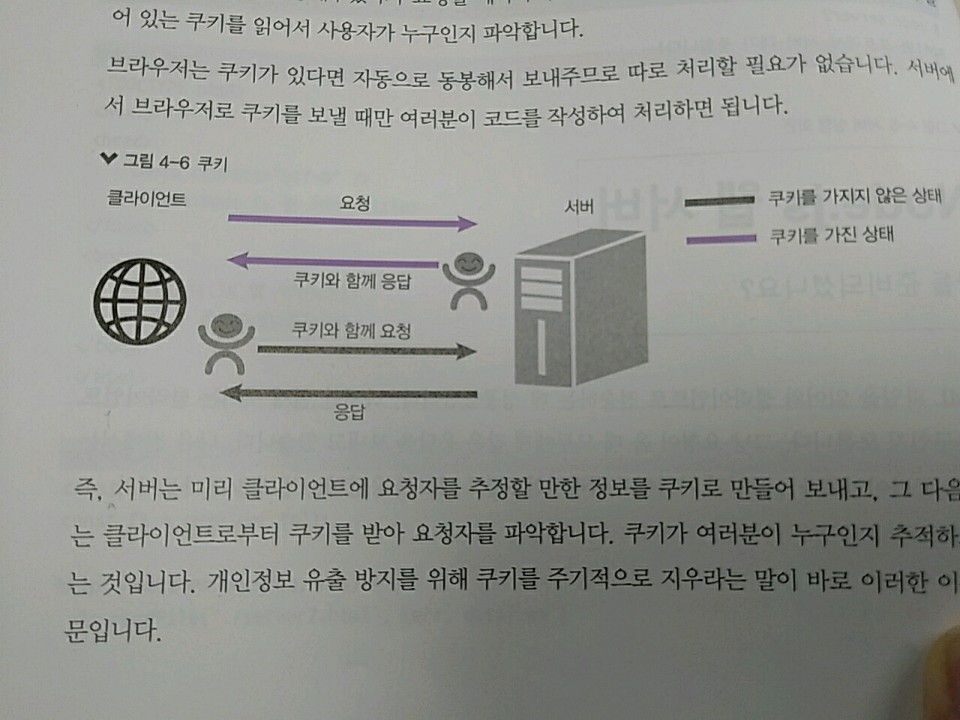 어 있는 쿠키를 읽어서 사용자가 누구인지 파악합니다.
브라우저는 쿠키가 있다면 자동으로 동봉해서 보내주므로 따로 처리할 필요가 없습니다. 서버에
서 브라우저로 쿠키를 보낼 때만 여러분이 코드를 작성하여 처리하면 됩니다.
그림 4-6 쿠키
클라이언트
요청
서버
쿠키를 가지지 않은 상태
쿠키를 가진 상태
쿠키와 함께 응답
쿠키와 함께 요청
응답
즉, 서버는 미리 클라이언트에 요청자를 추정할 만한 정보를 쿠키로 만들어 보내고, 그 다음
는 클라이언트로부터 쿠키를 받아 요청자를 파악합니다. 쿠키가 여러분이 누구인지 추적하
는 것입니다. 개인정보 유출 방지를 위해 쿠키를 주기적으로 지우라는 말이 바로 이러한 이
문입니다.